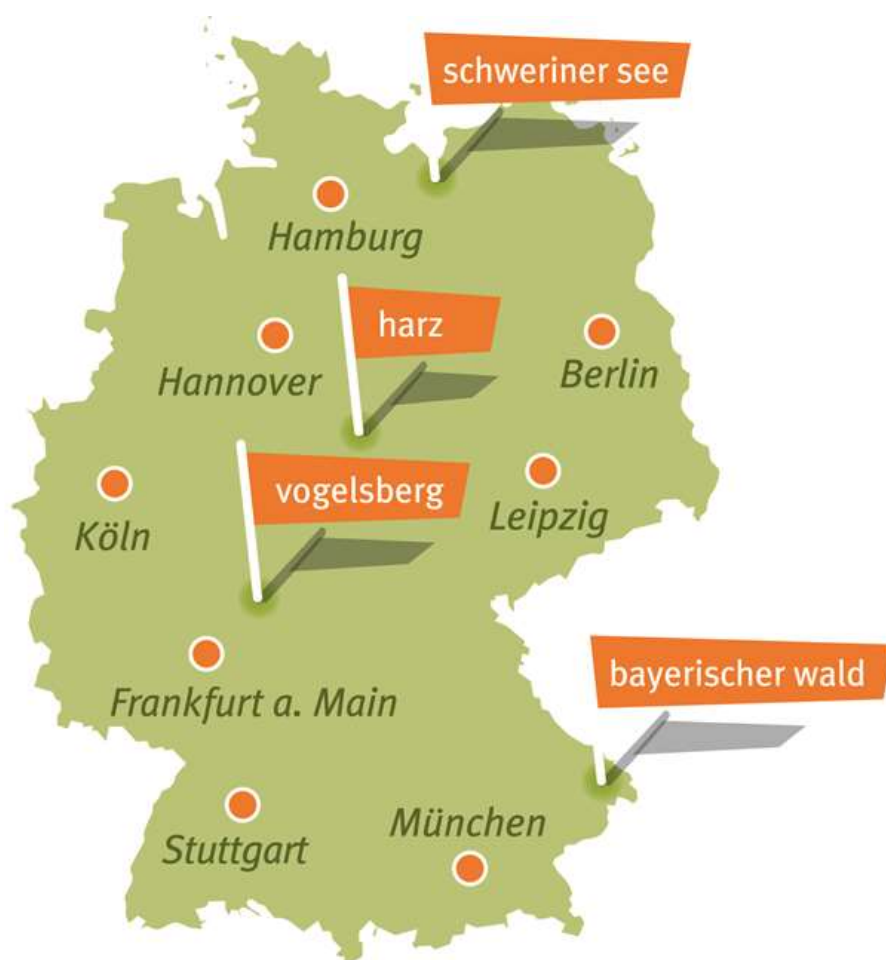 schweriner see
Hamburg
harz
Hannover
Berlin
vogelsberg
Köln
Leipzig
bayerischer wald
Frankfurt a. Main
München
Stuttgart